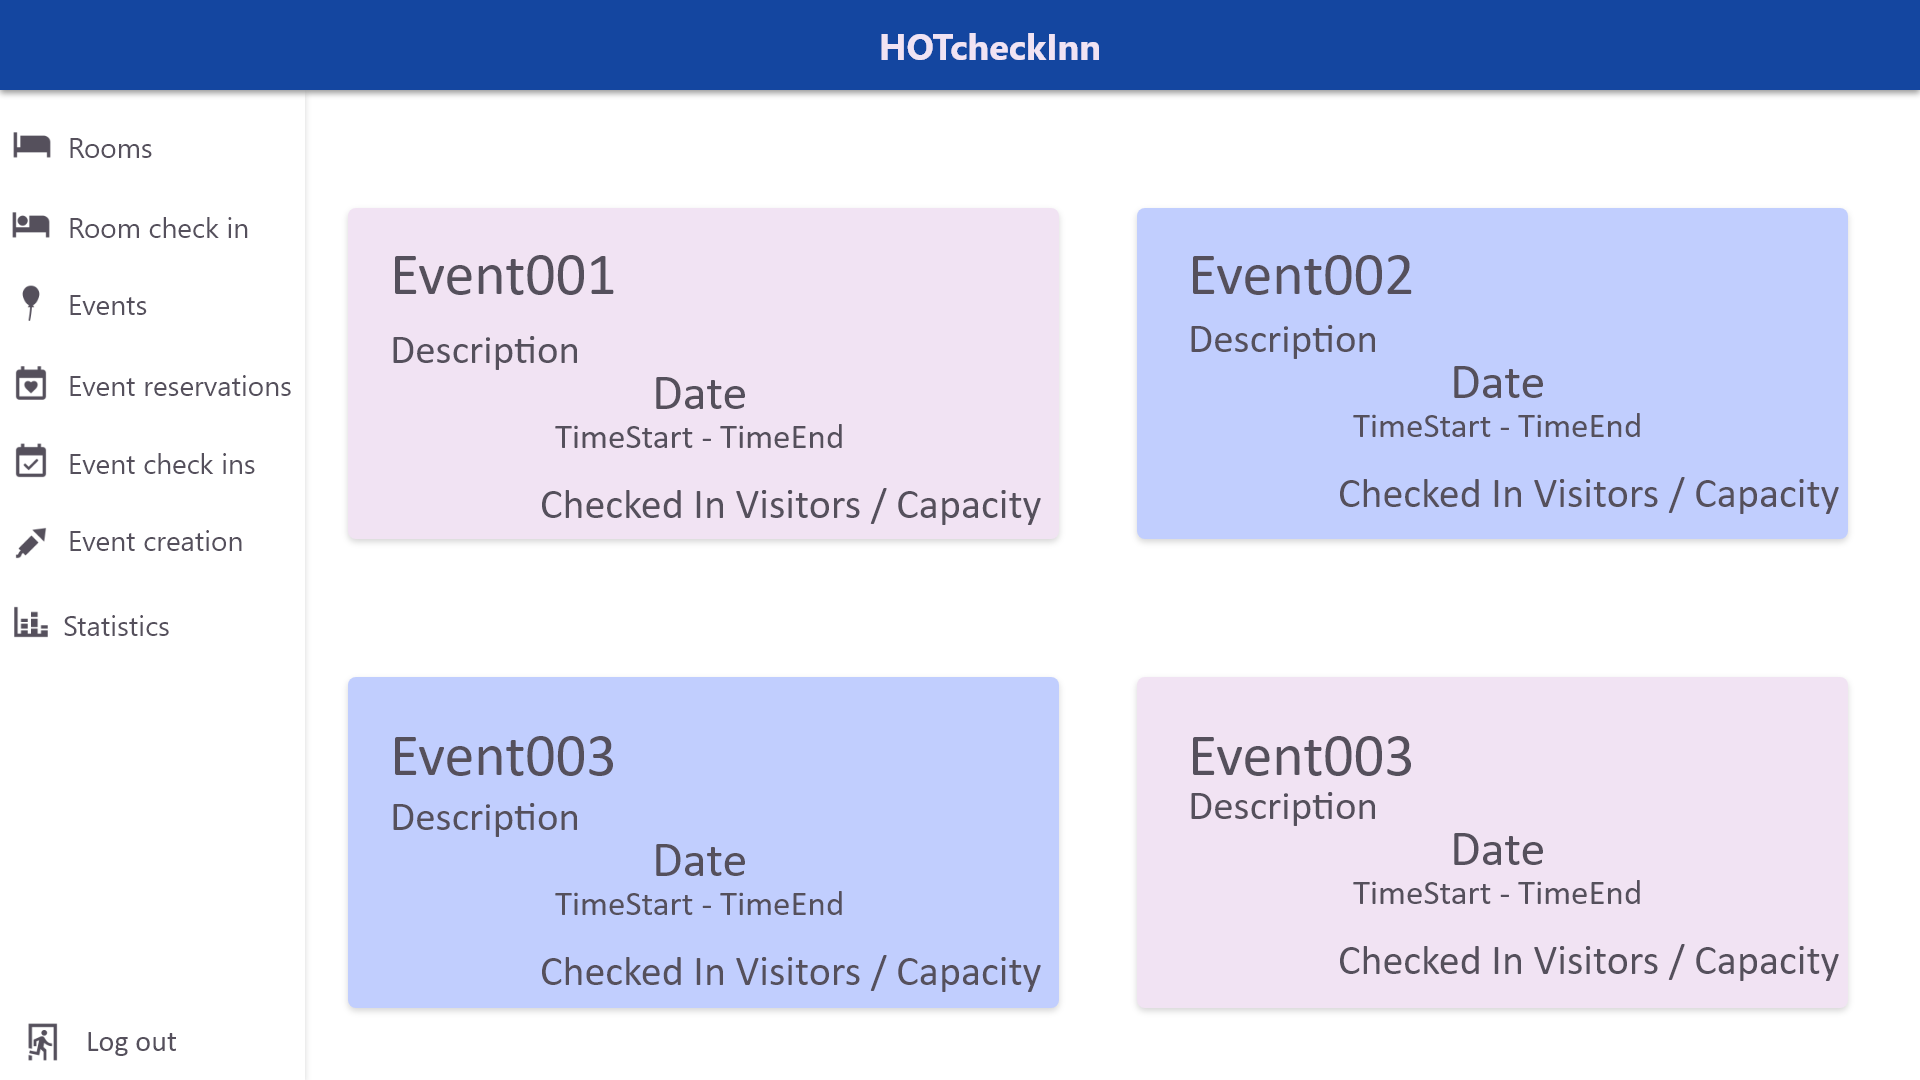 HOTcheckInn
Rooms
Room check in
Events
Event reservations
Event check ins
Event creation
Statistics
Log out
Event001
Description
Date
TimeStart - TimeEnd
Checked In Visitors / Capacity
Event002
Description
Date
TimeStart - TimeEnd
Checked In Visitors / Capacity
Event003
Description
Date
TimeStart - TimeEnd
Checked In Visitors / Capacity
Event003
Description
Date
TimeStart - TimeEnd
Checked In Visitors / Capacity